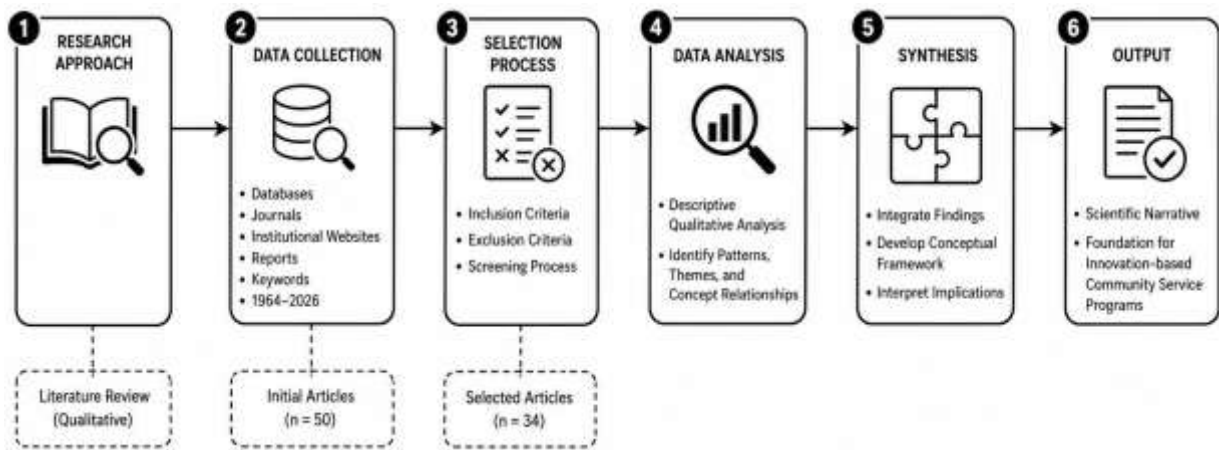 1
RESEARCH
APPROACH
Literature Review
(Qualitative)
2
DATA COLLECTION
• Databases
• Journals
• Institutional Websites
• Reports
• Keywords
• 1964–2026
Initial Articles
(n = 50)
3
SELECTION
PROCESS
• Inclusion Criteria
• Exclusion Criteria
• Screening Process
Selected Articles
(n = 34)
4
DATA ANALYSIS
• Descriptive
Qualitative Analysis
• Identify Patterns,
Themes, and
Concept Relationships
5
SYNTHESIS
• Integrate Findings
• Develop Conceptual
Framework
• Interpret Implications
6
OUTPUT
• Scientific Narrative
• Foundation for
Innovation-based
Community Service
Programs